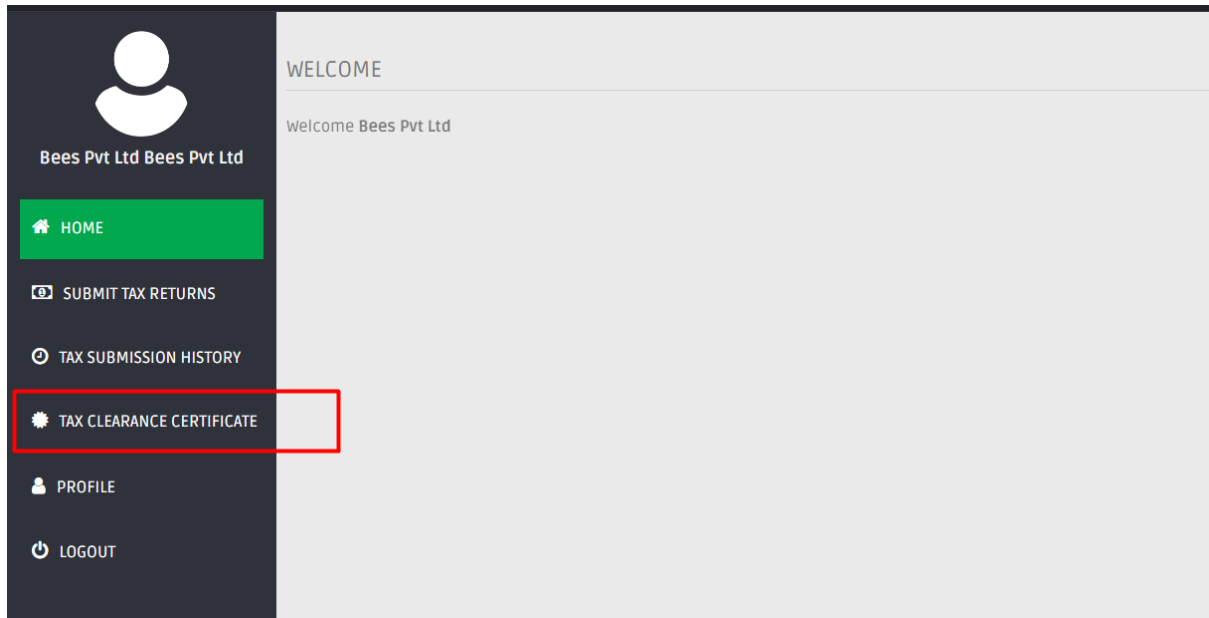 Bees Pvt Ltd Bees Pvt Ltd
HOME
SUBMIT TAX RETURNS
TAX SUBMISSION HISTORY
TAX CLEARANCE CERTIFICATE
PROFILE
LOGOUT
WELCOME
Welcome Bees Pvt Ltd